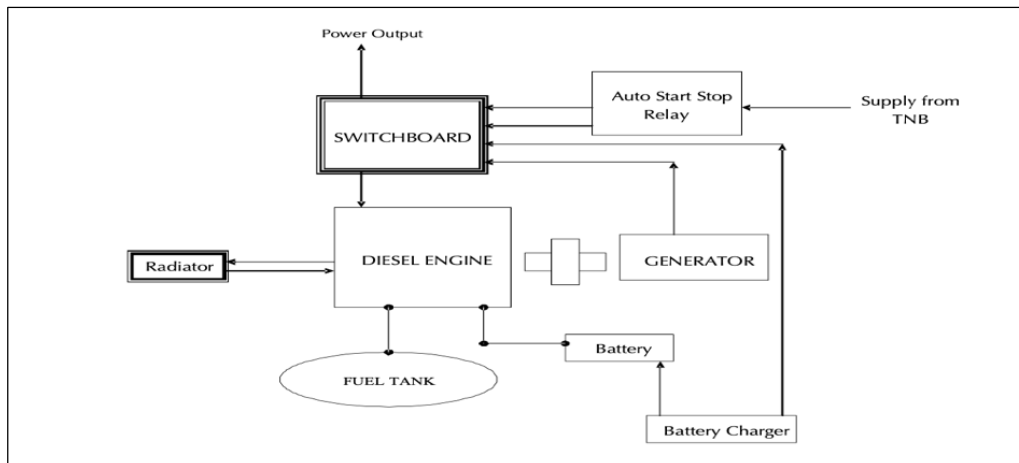 Power Output
Auto Start Stop
Relay
Supply from
TNB
SWITCHBOARD
DIESEL ENGINE
GENERATOR
Radiator
Battery
FUEL TANK
Battery Charger